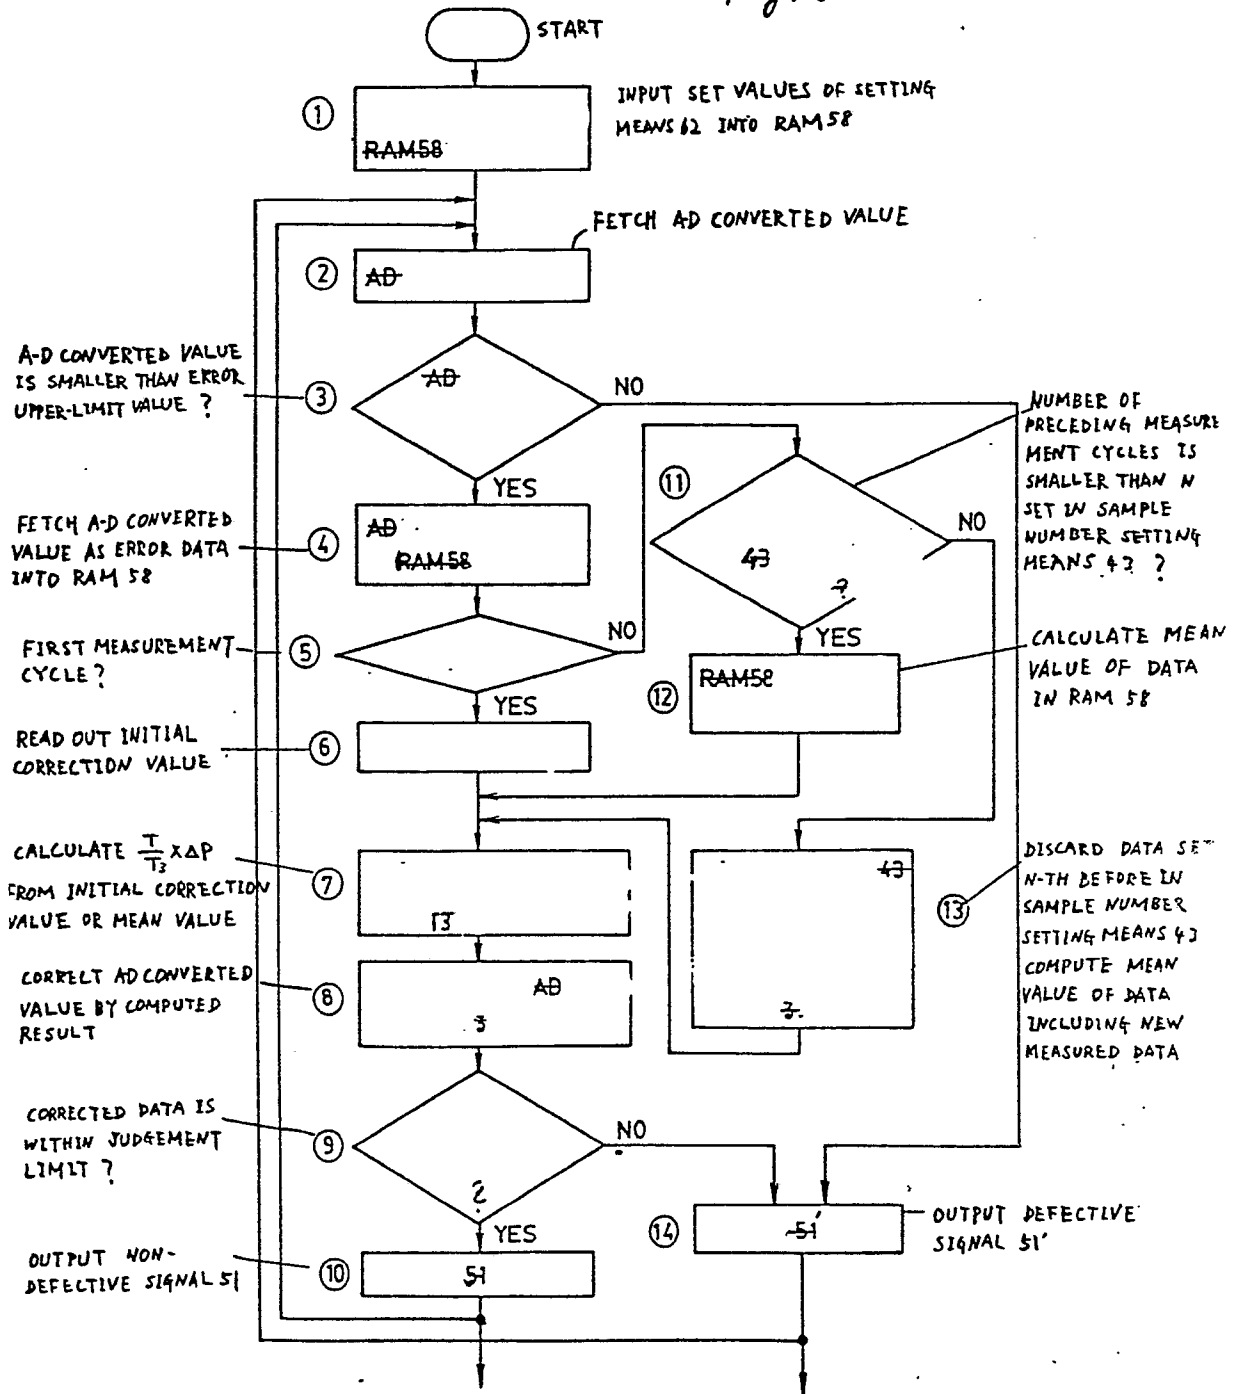 START
①
INPUT SET VALUES OF SETTING
MEANS 62 INTO RAM 58
RAM58
FETCH AD CONVERTED VALUE
②
AD
A-D CONVERTED VALUE
IS SMALLER THAN ERROR
UPPER-LIMIT VALUE ?
③
AD
NO
YES
NUMBER OF
PRECEDING MEASURE
MENT CYCLES IS
SMALLER THAN N
SET IN SAMPLE
NUMBER SETTING
MEANS 43 ?
⑪
43
?
NO
YES
FETCH A-D CONVERTED
VALUE AS ERROR DATA
INTO RAM 58
④
AD
RAM58
FIRST MEASUREMENT
CYCLE?
⑤
NO
YES
CALCULATE MEAN
VALUE OF DATA
IN RAM 58
⑫
RAM58
READ OUT INITIAL
CORRECTION VALUE
⑥
CALCULATE T/T3 X ΔP
FROM INITIAL CORRECTION
VALUE OR MEAN VALUE
⑦
13
43
⑬
DISCARD DATA SET
N-TH BEFORE IN
SAMPLE NUMBER
SETTING MEANS 43
COMPUTE MEAN
VALUE OF DATA
INCLUDING NEW
MEASURED DATA
CORRECT AD CONVERTED
VALUE BY COMPUTED
RESULT
⑧
AD
CORRECTED DATA IS
WITHIN JUDGEMENT
LIMIT ?
⑨
?
NO
YES
OUTPUT NON-
DEFECTIVE SIGNAL 51
⑩
51
⑭
51'
OUTPUT DEFECTIVE
SIGNAL 51'